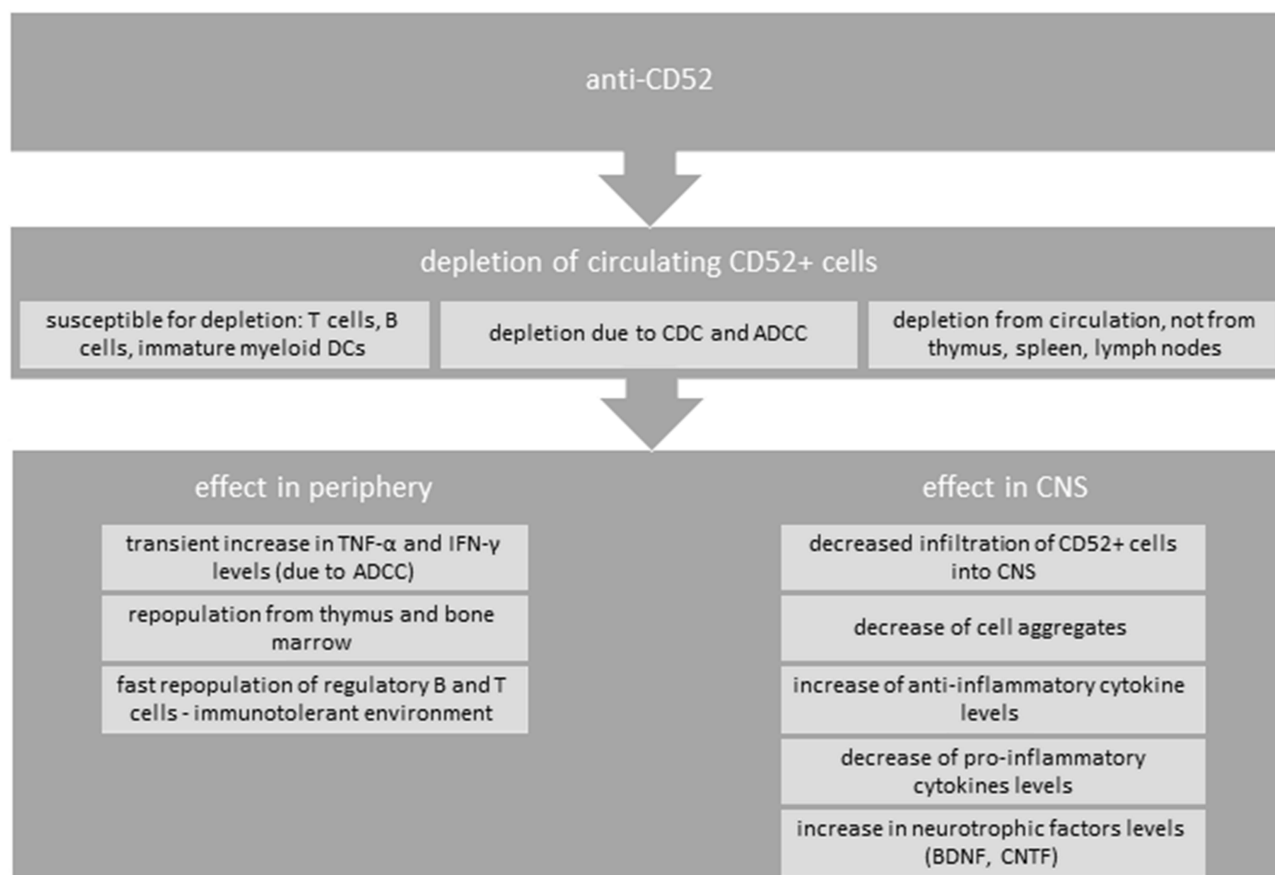 anti-CD52
depletion of circulating CD52+ cells
susceptible for depletion: T cells, B
cells, immature myeloid DCs
depletion due to CDC and ADCC
depletion from circulation, not from
thymus, spleen, lymph nodes
effect in periphery
transient increase in TNF-α and IFN-γ
levels (due to ADCC)
repopulation from thymus and bone
marrow
fast repopulation of regulatory B and T
cells - immunotolerant environment
effect in CNS
decreased infiltration of CD52+ cells
into CNS
decrease of cell aggregates
increase of anti-inflammatory cytokine
levels
decrease of pro-inflammatory
cytokines levels
increase in neurotrophic factors levels
(BDNF, CNTF)